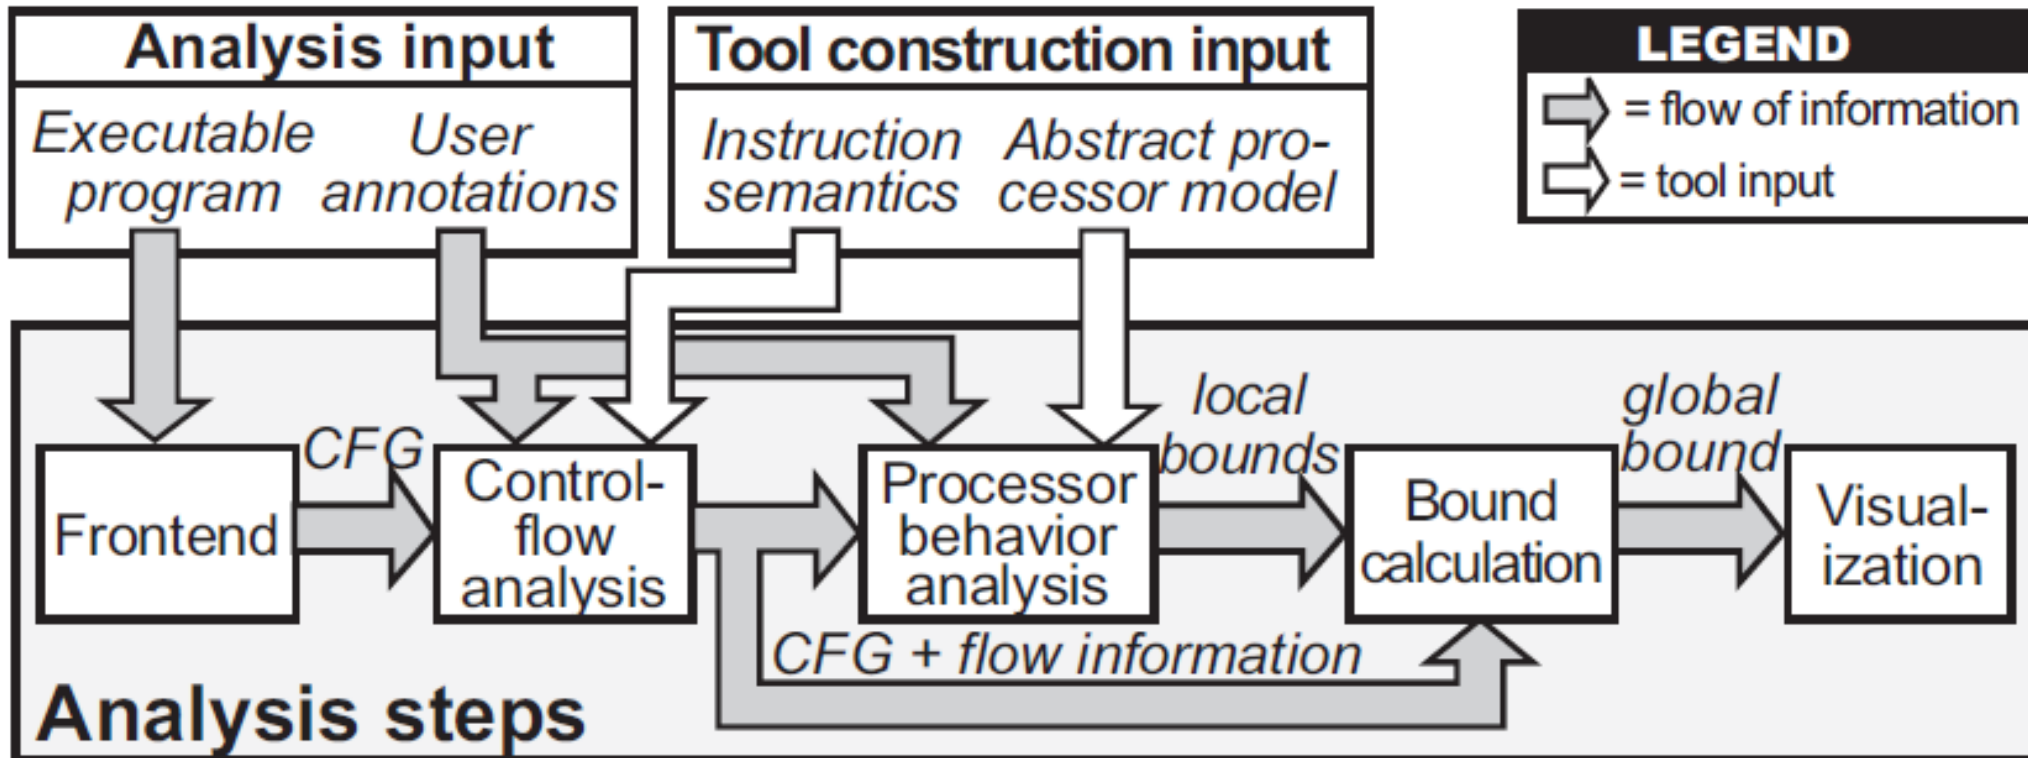 Analysis input
Executable
program
User
annotations
Tool construction input
Instruction
semantics
Abstract pro-
cessor model
LEGEND
= flow of information
= tool input
CFG
local
bounds
global
bound
Frontend
Control-
flow
analysis
Processor
behavior
analysis
Bound
calculation
Visual-
ization
CFG + flow information
Analysis steps